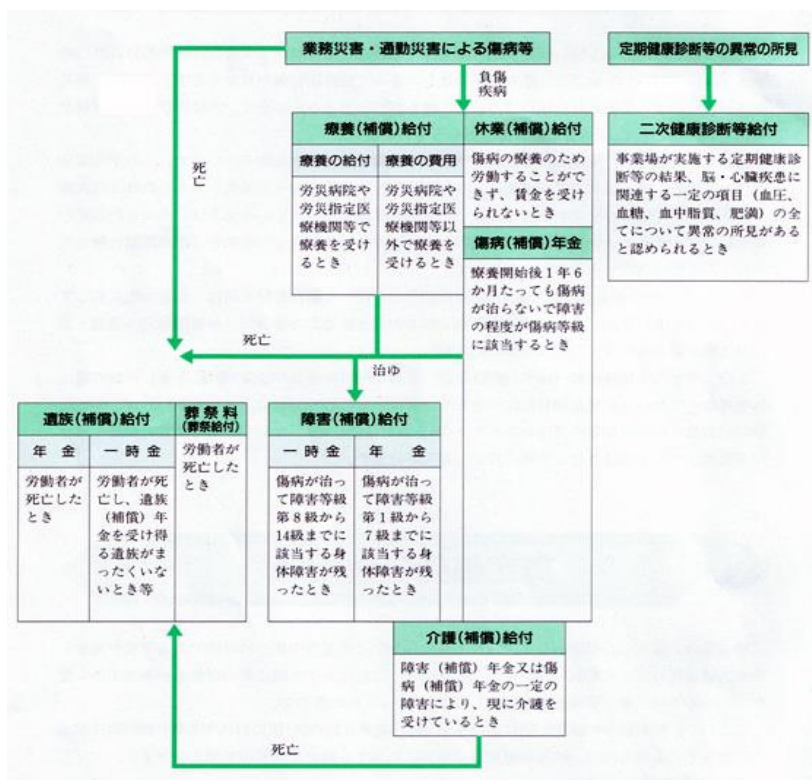 業務災害・通勤災害による傷病等
定期健康診断等の異常の所見
負傷
疾病
死亡
療養(補償)給付
療養の給付
労災病院や
労災指定医
療機関等で
療養を受け
るとき
療養の費用
労災病院や
労災指定医
療機関等以
外で療養を
受けるとき
休業(補償)給付
傷病の療養のため
労働することがで
きず、賃金を受け
られないとき
傷病(補償)年金
療養開始後1年6
か月たっても傷病
が治らないで障害
の程度が傷病等級
に該当するとき
二次健康診断等給付
事業場が実施する定期健康診
断等の結果、脳・心臓疾患に
関連する一定の項目(血圧、
血糖、血中脂質、肥満)の全
てについて異常の所見がある
と認められるとき
死亡
治ゆ
遺族(補償)給付
年金
労働者が
死亡した
とき
一時金
労働者が死
亡し、遺族
(補償)年
金を受け得
る遺族がま
ったくいな
いとき等
葬祭料
(葬祭給付)
労働者が
死亡した
とき
障害(補償)給付
一時金
傷病が治っ
て障害等級
第8級から
14級までに
該当する身
体障害が残
ったとき
年金
傷病が治っ
て障害等級
第1級から
7級までに
該当する身
体障害が残
ったとき
介護(補償)給付
障害(補償)年金又は傷
病(補償)年金の一定の
障害により、現に介護を
受けているとき
死亡